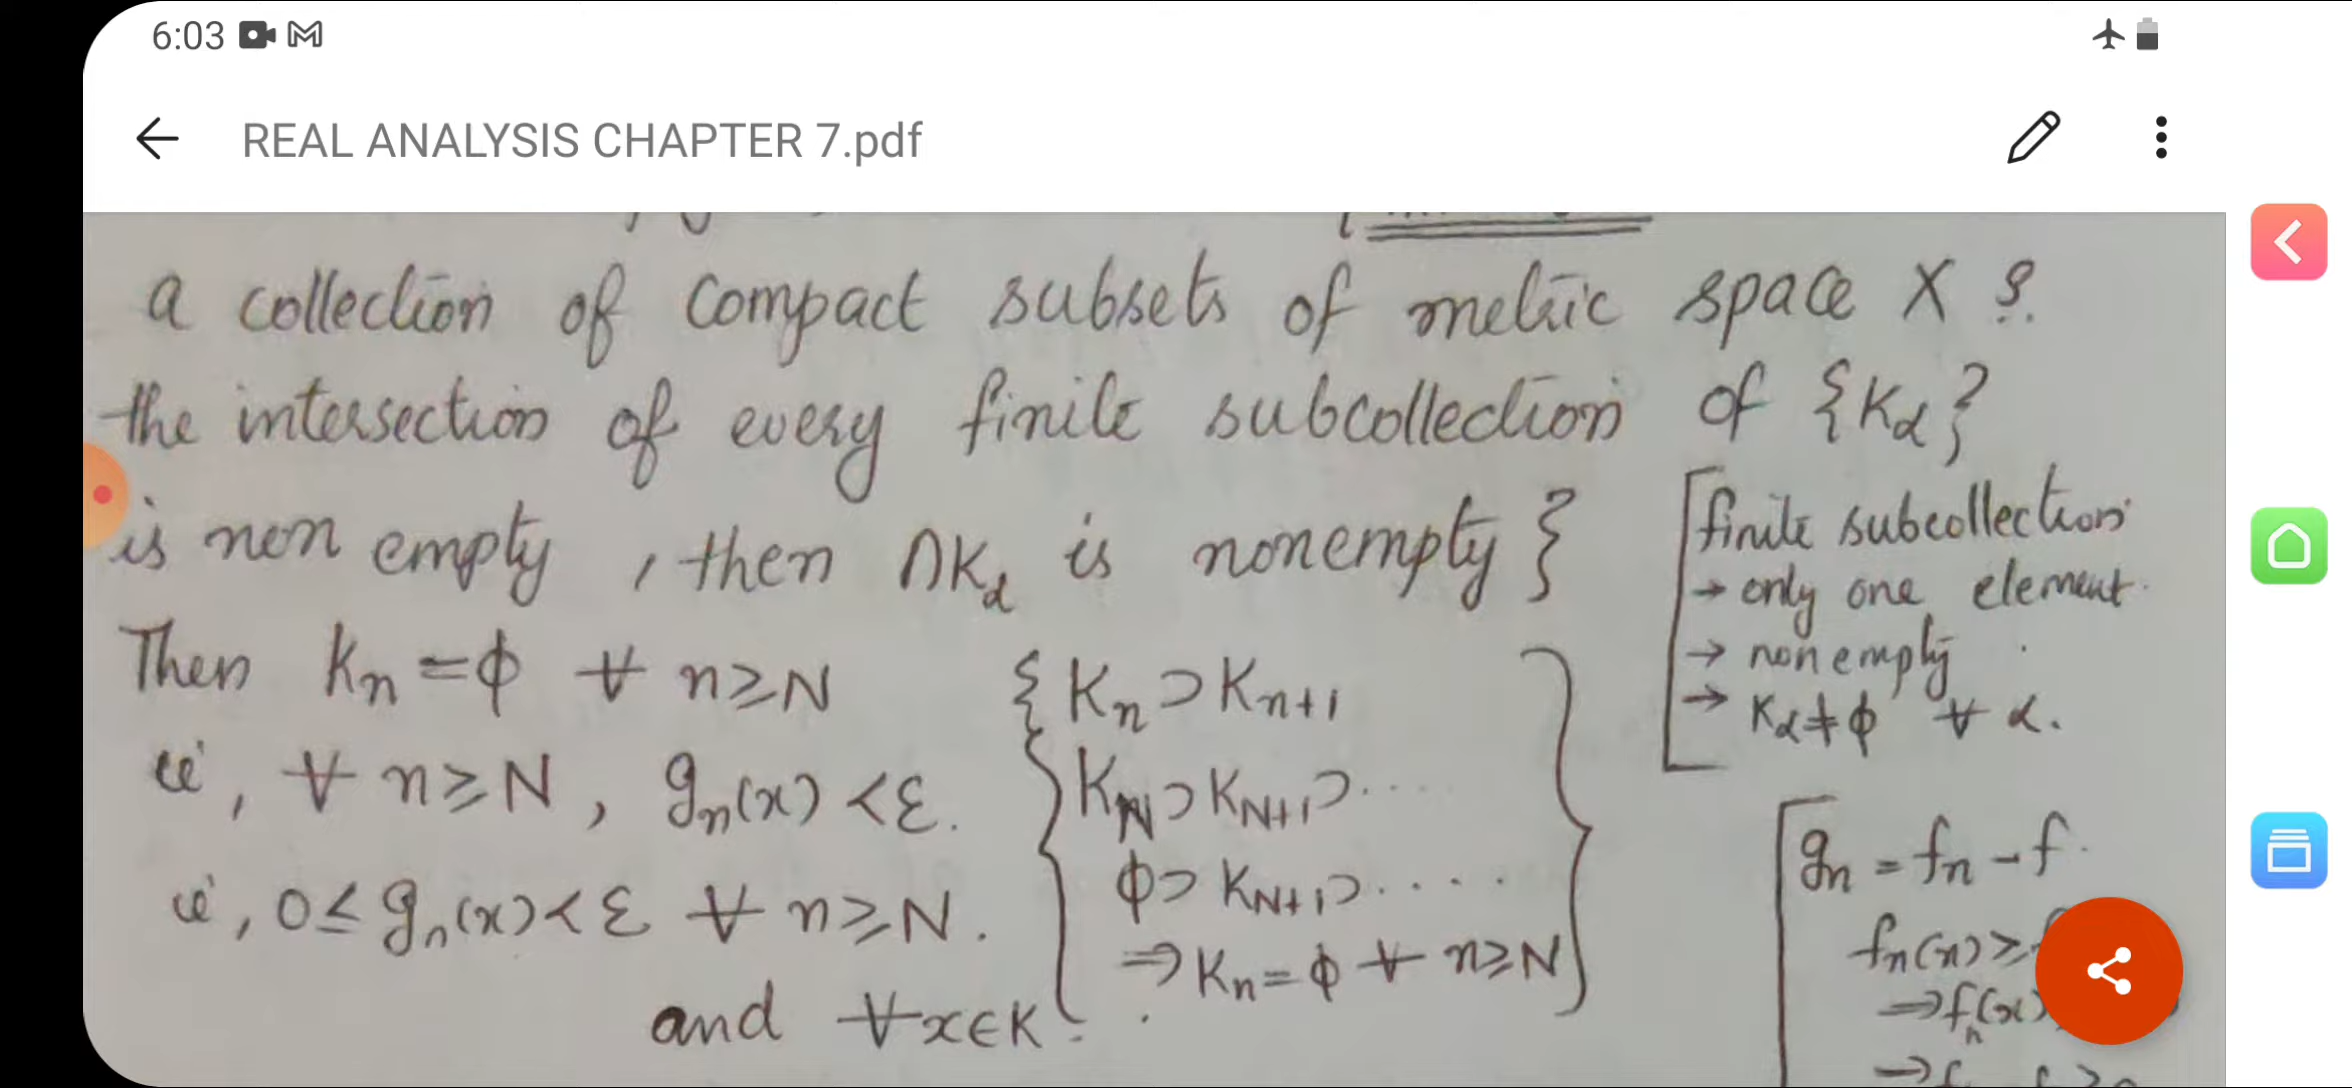 6:03
REAL ANALYSIS CHAPTER 7.pdf
a collection of compact subsets of metric space X ∋:
the intersection of every finite subcollection of {Kα}
is non empty, then ∩Kα is nonempty }
[finite subcollection
→ only one element.
→ nonempty.
→ Kα≠ϕ ∀ α.
Then Kn=ϕ ∀ n≥N
ie, ∀ n≥N, gn(x)<ε.
ie, 0≤gn(x)<ε ∀ n≥N.
and ∀x∈K.
{Kn⊃Kn+1
KN⊃KN+1⊃....
ϕ⊃KN+1⊃.....
⇒Kn=ϕ ∀ n≥N}
[gn=fn-f.
fn(x)≥
⇒fn(x)